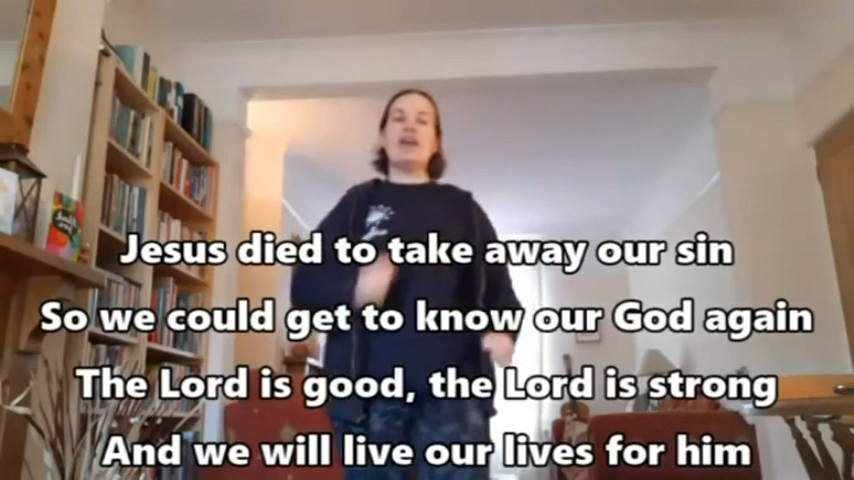 Jesus died to take away our sin
So we could get to know our God again
The Lord is good, the Lord is strong
And we will live our lives for him